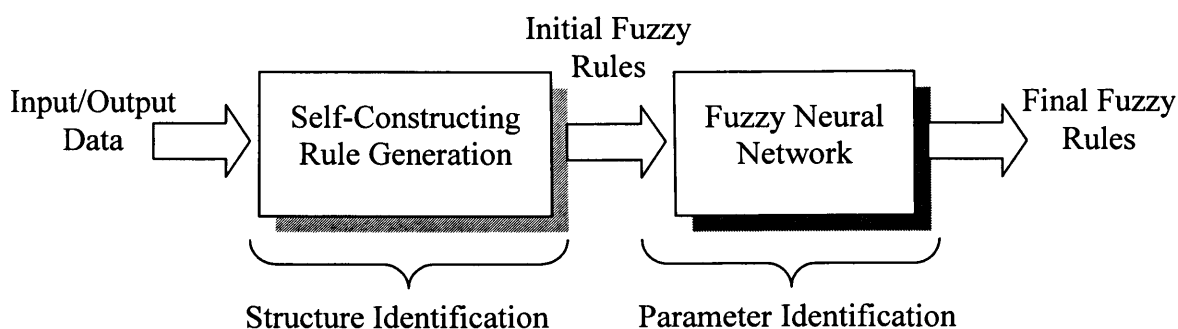 Input/Output
Data
Self-Constructing
Rule Generation
Initial Fuzzy
Rules
Fuzzy Neural
Network
Final Fuzzy
Rules
Structure Identification
Parameter Identification